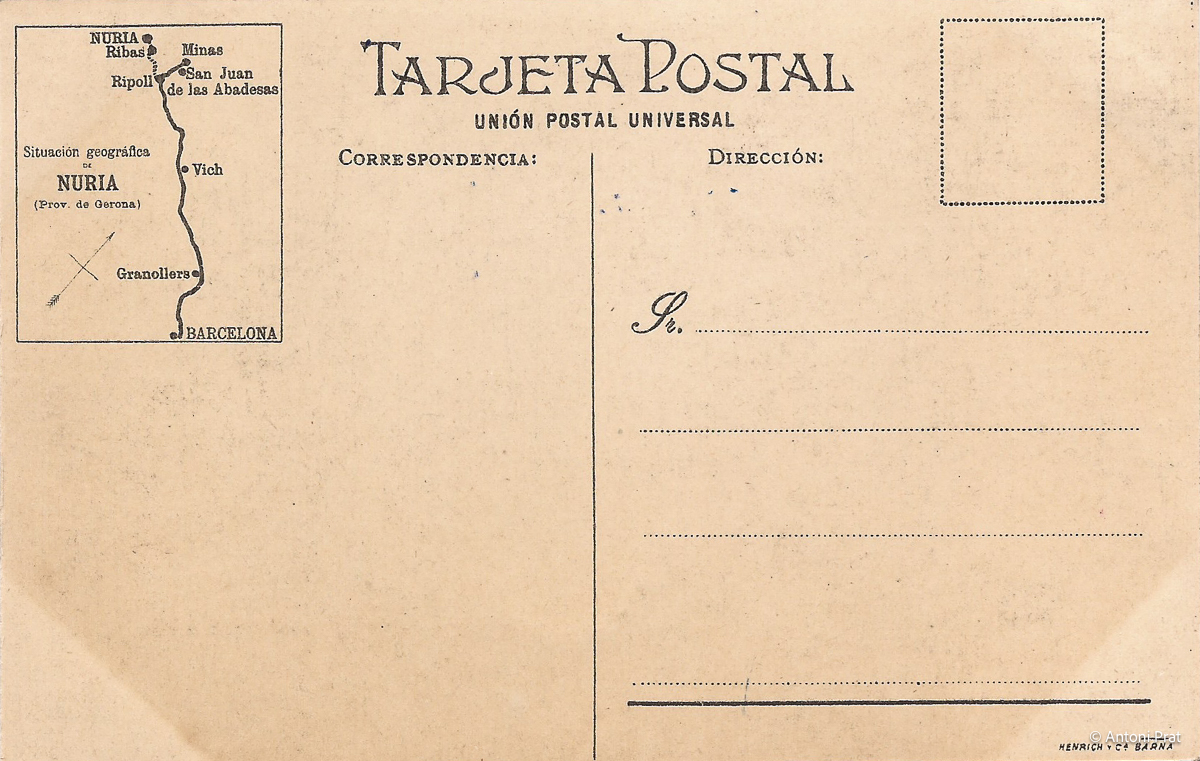 NURIA
Ribas
Minas
Ripoll
San Juan
de las Abadesas
Situación geográfica
DE
NURIA
(Prov. de Gerona)
Vich
Granollers
BARCELONA
TARJETA POSTAL
UNIÓN POSTAL UNIVERSAL
CORRESPONDENCIA:
DIRECCIÓN:
Sr.
HENRICH Y Cª BARNA
© Antoni Prat